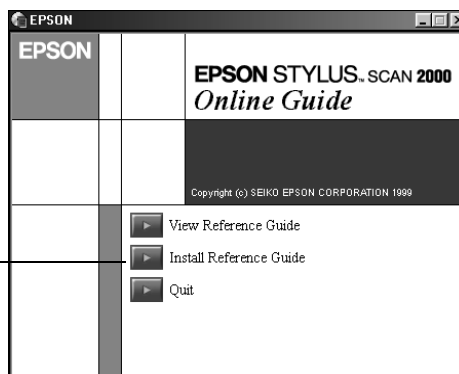 EPSON
EPSON
EPSON STYLUS™ SCAN 2000
Online Guide
Copyright (c) SEIKO EPSON CORPORATION 1999
View Reference Guide
Install Reference Guide
Quit